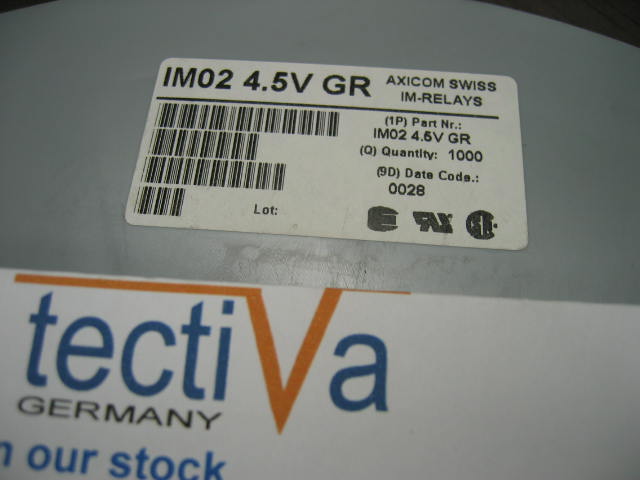 IM02 4.5V GR
AXICOM SWISS
IM-RELAYS
(1P) Part Nr.:
IM02 4.5V GR
(Q) Quantity: 1000
(9D) Date Code.:
0028
Lot:
tectiVa
GERMANY
our stock